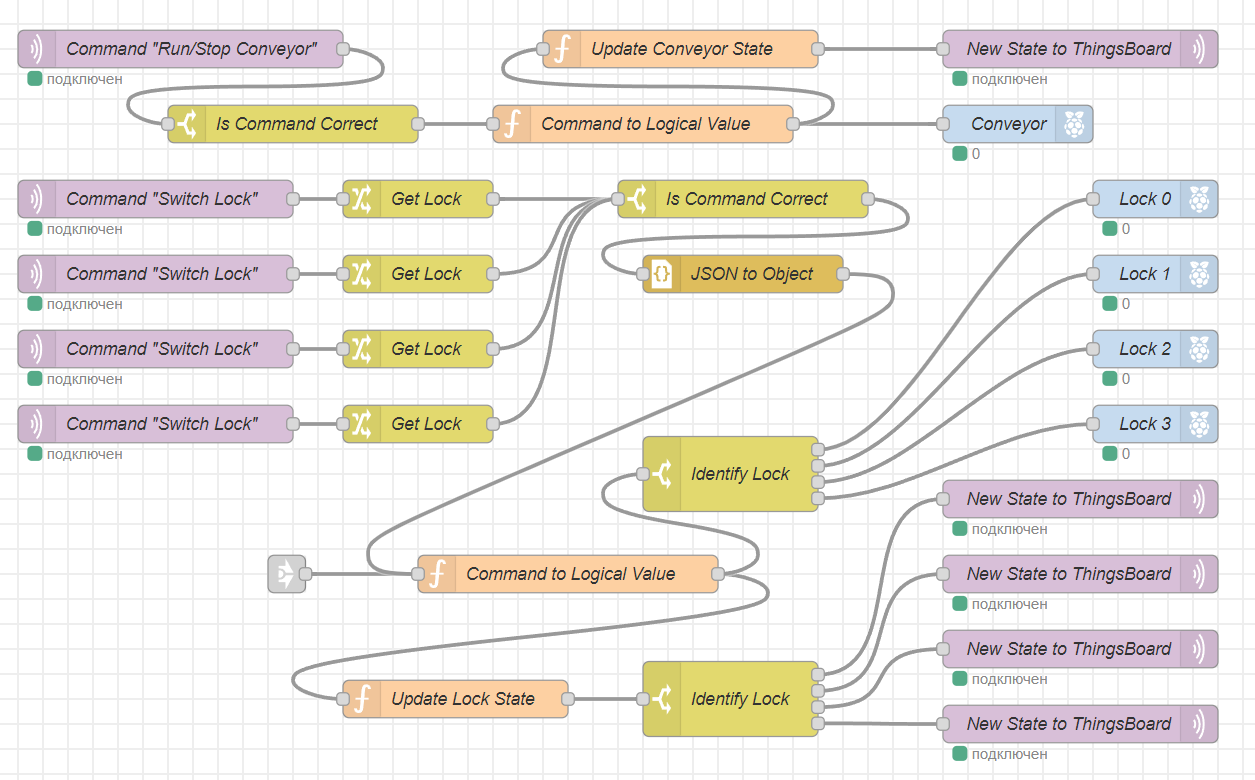 Command "Run/Stop Conveyor"
подключен
Update Conveyor State
New State to ThingsBoard
подключен
Is Command Correct
Command to Logical Value
Conveyor
0
Command "Switch Lock"
подключен
Get Lock
Is Command Correct
Lock 0
0
Command "Switch Lock"
подключен
Get Lock
JSON to Object
Lock 1
0
Command "Switch Lock"
подключен
Get Lock
Lock 2
0
Command "Switch Lock"
подключен
Get Lock
Lock 3
0
Identify Lock
New State to ThingsBoard
подключен
Command to Logical Value
New State to ThingsBoard
подключен
New State to ThingsBoard
подключен
Update Lock State
Identify Lock
New State to ThingsBoard
подключен